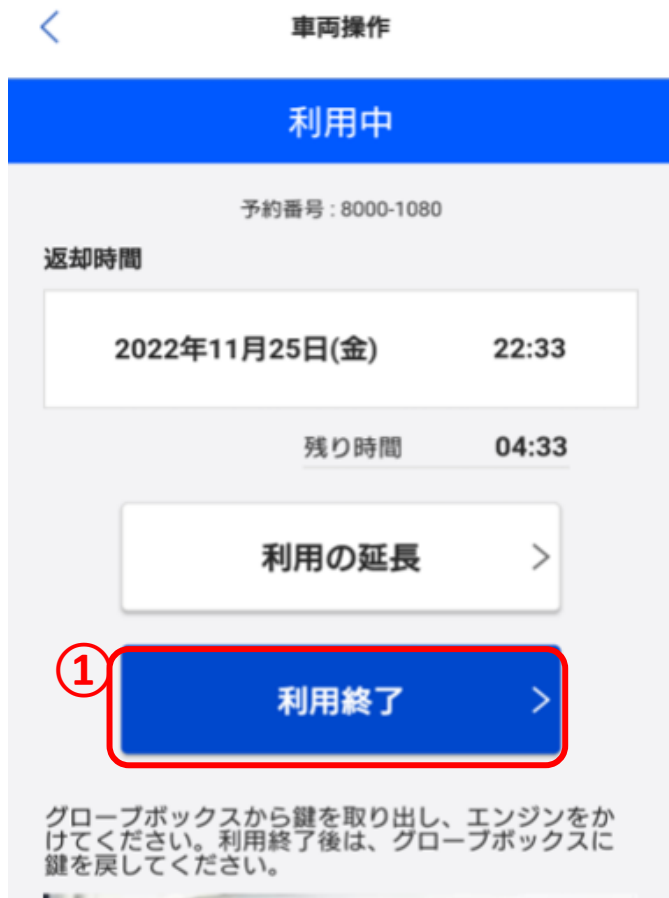 車両操作
利用中
予約番号 : 8000-1080
返却時間
2022年11月25日(金) 22:33
残り時間 04:33
利用の延長
①
利用終了
グローブボックスから鍵を取り出し、エンジンをか
けてください。利用終了後は、グローブボックスに
鍵を戻してください。